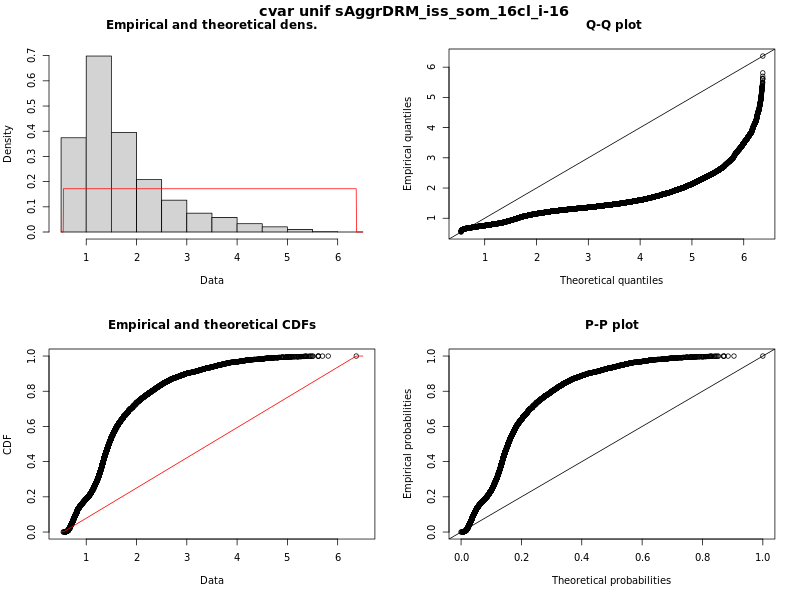 cvar unif sAggrDRM_iss_som_16cl_i-16
Empirical and theoretical dens.
Density
0.0 0.1 0.2 0.3 0.4 0.5 0.6 0.7
1 2 3 4 5 6
Data
Q-Q plot
Empirical quantiles
1 2 3 4 5 6
1 2 3 4 5 6
Theoretical quantiles
Empirical and theoretical CDFs
CDF
0.0 0.2 0.4 0.6 0.8 1.0
1 2 3 4 5 6
Data
P-P plot
Empirical probabilities
0.0 0.2 0.4 0.6 0.8 1.0
0.0 0.2 0.4 0.6 0.8 1.0
Theoretical probabilities